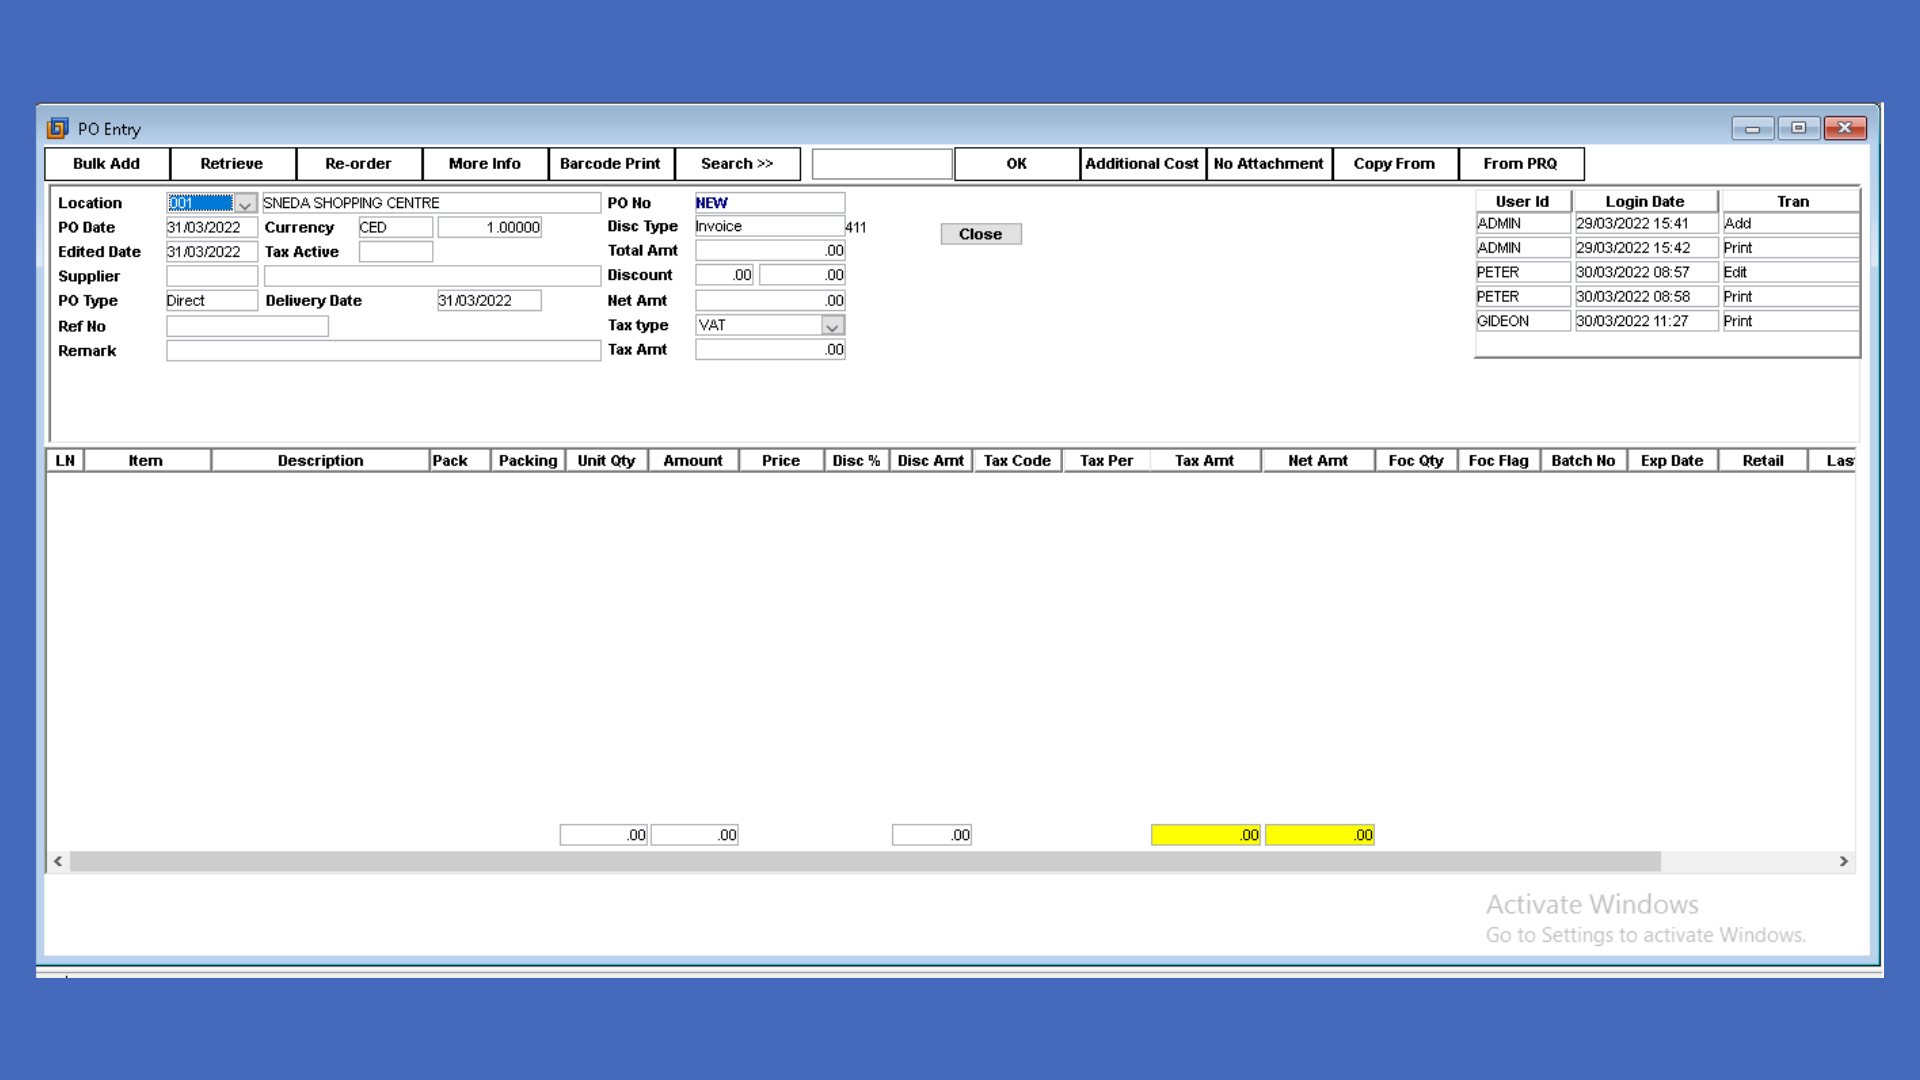 PO Entry
Bulk Add Retrieve Re-order More Info Barcode Print Search >> OK Additional Cost No Attachment Copy From From PRQ
Location 001 SNEDA SHOPPING CENTRE PO No NEW
PO Date 31/03/2022 Currency CED 1.00000 Disc Type Invoice 411
Edited Date 31/03/2022 Tax Active Total Amt .00
Supplier Discount .00 .00
PO Type Direct Delivery Date 31/03/2022 Net Amt .00
Ref No Tax type VAT
Remark Tax Amt .00
Close
User Id Login Date Tran
ADMIN 29/03/2022 15:41 Add
ADMIN 29/03/2022 15:42 Print
PETER 30/03/2022 08:57 Edit
PETER 30/03/2022 08:58 Print
GIDEON 30/03/2022 11:27 Print
LN Item Description Pack Packing Unit Qty Amount Price Disc % Disc Amt Tax Code Tax Per Tax Amt Net Amt Foc Qty Foc Flag Batch No Exp Date Retail Las
.00 .00 .00 .00 .00
Activate Windows
Go to Settings to activate Windows.